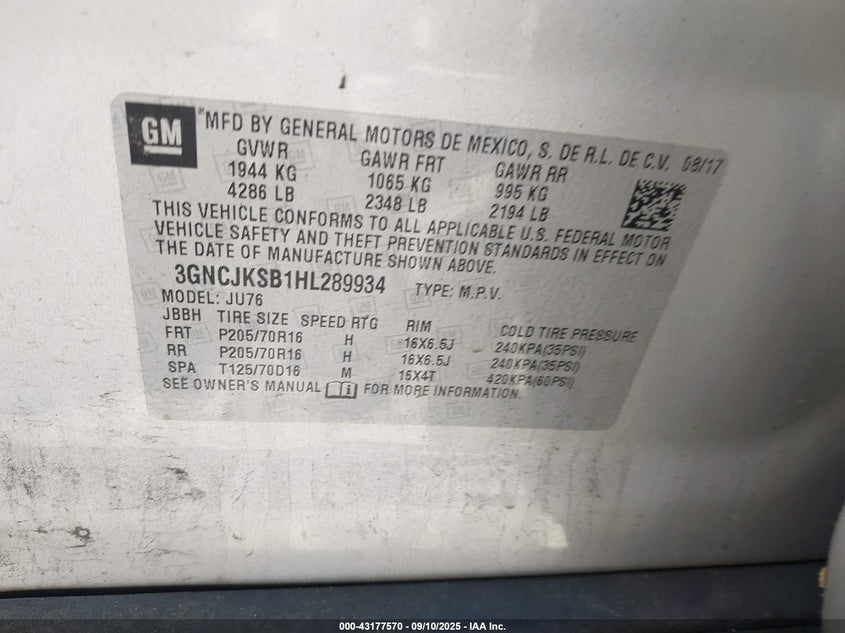 GM
"MFD BY GENERAL MOTORS DE MEXICO, S. DE R.L. DE C.V. 08/17
GVWR GAWR FRT GAWR RR
1944 KG 1065 KG 995 KG
4286 LB 2348 LB 2194 LB
THIS VEHICLE CONFORMS TO ALL APPLICABLE U.S. FEDERAL MOTOR
VEHICLE SAFETY AND THEFT PREVENTION STANDARDS IN EFFECT ON
THE DATE OF MANUFACTURE SHOWN ABOVE.
3GNCJKSB1HL289934 TYPE: M.P.V.
MODEL: JU76
JBBH TIRE SIZE SPEED RTG RIM COLD TIRE PRESSURE
FRT P205/70R16 H 16X6.5J 240KPA(35PSI)
RR P205/70R16 H 16X6.5J 240KPA(35PSI)
SPA T125/70D16 M 16X4T 420KPA(60PSI)
SEE OWNER'S MANUAL FOR MORE INFORMATION.
000-43177570 - 09/10/2025 - IAA Inc.